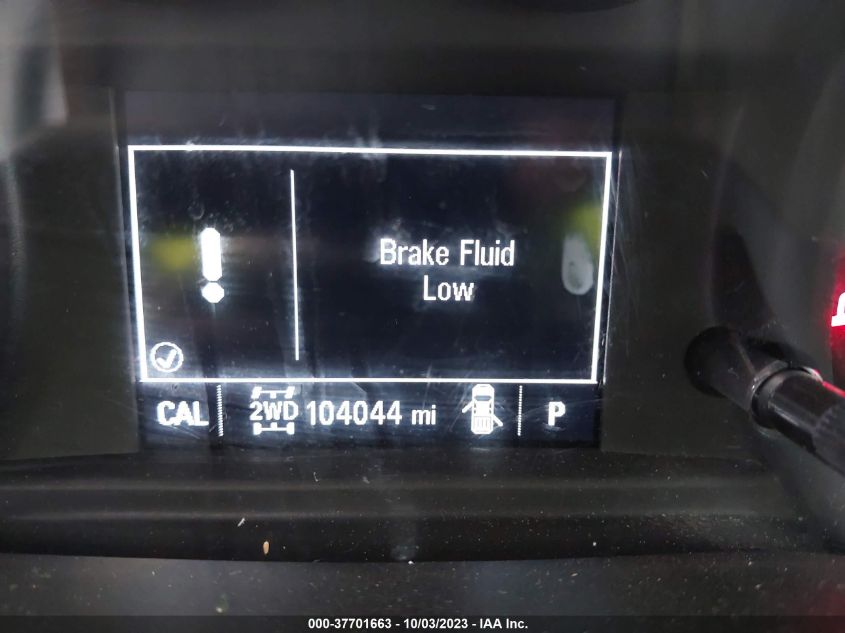 Brake Fluid
Low
CAL 2WD 104044 mi P
000-37701663 - 10/03/2023 - IAA Inc.